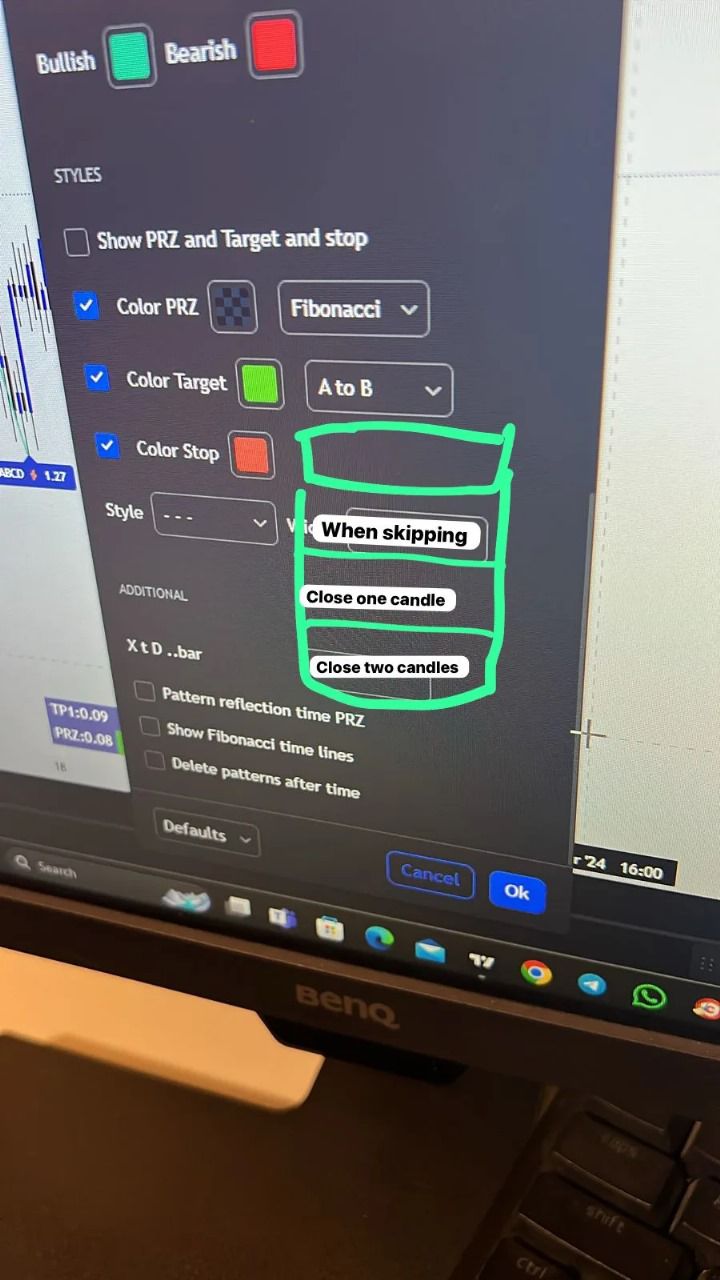 Bullish Bearish
STYLES
Show PRZ and Target and stop
Color PRZ Fibonacci
Color Target A to B
Color Stop
ABCD 1.27
Style ---
When skipping
ADDITIONAL
Close one candle
X t D ..bar
Close two candles
Pattern reflection time PRZ
Show Fibonacci time lines
Delete patterns after time
TP1:0.09
PRZ:0.08
18
Defaults
Cancel Ok
'24 16:00
Search
BenQ
shift
ctrl